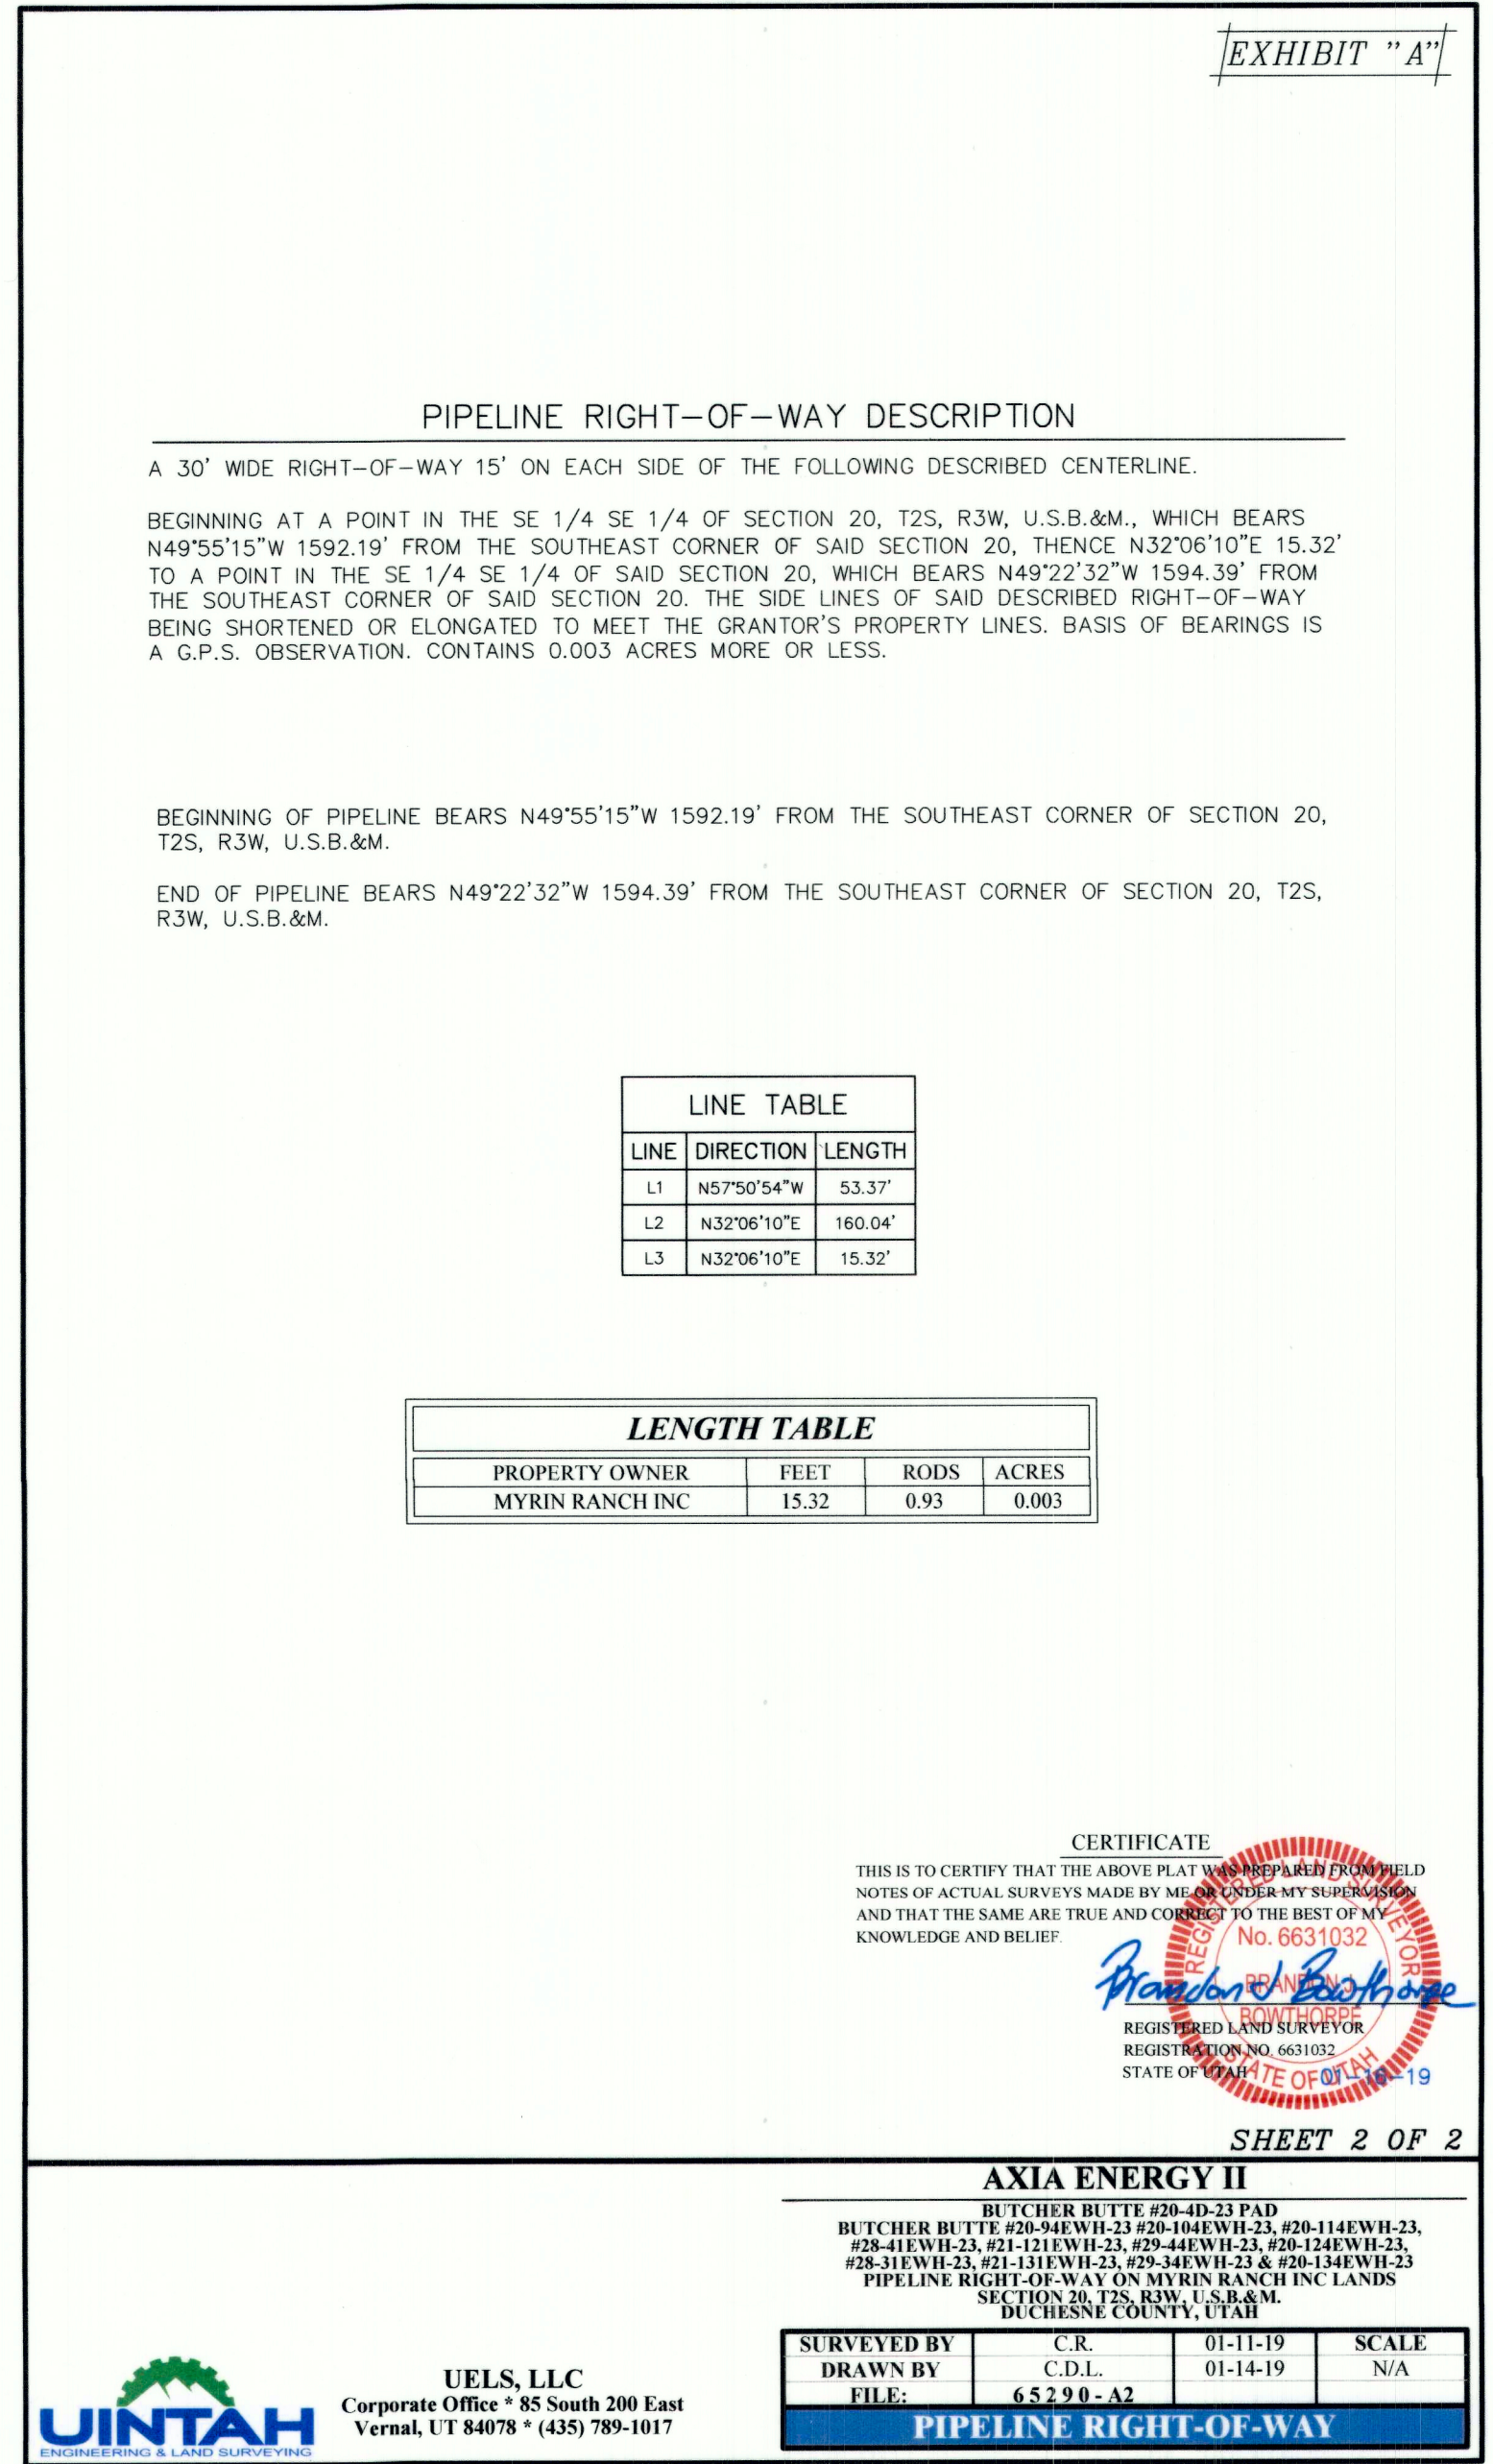 EXHIBIT "A"
PIPELINE RIGHT-OF-WAY DESCRIPTION
A 30' WIDE RIGHT-OF-WAY 15' ON EACH SIDE OF THE FOLLOWING DESCRIBED CENTERLINE.
BEGINNING AT A POINT IN THE SE 1/4 SE 1/4 OF SECTION 20, T2S, R3W, U.S.B.&M., WHICH BEARS
N49°55'15"W 1592.19' FROM THE SOUTHEAST CORNER OF SAID SECTION 20, THENCE N32°06'10"E 15.32'
TO A POINT IN THE SE 1/4 SE 1/4 OF SAID SECTION 20, WHICH BEARS N49°22'32"W 1594.39' FROM
THE SOUTHEAST CORNER OF SAID SECTION 20. THE SIDE LINES OF SAID DESCRIBED RIGHT-OF-WAY
BEING SHORTENED OR ELONGATED TO MEET THE GRANTOR'S PROPERTY LINES. BASIS OF BEARINGS IS
A G.P.S. OBSERVATION. CONTAINS 0.003 ACRES MORE OR LESS.
BEGINNING OF PIPELINE BEARS N49°55'15"W 1592.19' FROM THE SOUTHEAST CORNER OF SECTION 20,
T2S, R3W, U.S.B.&M.
END OF PIPELINE BEARS N49°22'32"W 1594.39' FROM THE SOUTHEAST CORNER OF SECTION 20, T2S,
R3W, U.S.B.&M.
LINE TABLE
LINE DIRECTION LENGTH
L1 N57°50'54"W 53.37'
L2 N32°06'10"E 160.04'
L3 N32°06'10"E 15.32'
LENGTH TABLE
PROPERTY OWNER FEET RODS ACRES
MYRIN RANCH INC 15.32 0.93 0.003
CERTIFICATE
THIS IS TO CERTIFY THAT THE ABOVE PLAT WAS PREPARED FROM FIELD
NOTES OF ACTUAL SURVEYS MADE BY ME OR UNDER MY SUPERVISION
AND THAT THE SAME ARE TRUE AND CORRECT TO THE BEST OF MY
KNOWLEDGE AND BELIEF.
REGISTERED LAND SURVEYOR
No. 6631032
BRANDON J.
BOWTHORPE
STATE OF UTAH
Brandon J Bowthorpe
REGISTERED LAND SURVEYOR
REGISTRATION NO. 6631032
STATE OF UTAH
01-16-19
SHEET 2 OF 2
AXIA ENERGY II
BUTCHER BUTTE #20-4D-23 PAD
BUTCHER BUTTE #20-94EWH-23 #20-104EWH-23, #20-114EWH-23,
#28-41EWH-23, #21-121EWH-23, #29-44EWH-23, #20-124EWH-23,
#28-31EWH-23, #21-131EWH-23, #29-34EWH-23 & #20-134EWH-23
PIPELINE RIGHT-OF-WAY ON MYRIN RANCH INC LANDS
SECTION 20, T2S, R3W, U.S.B.&M.
DUCHESNE COUNTY, UTAH
SURVEYED BY C.R. 01-11-19 SCALE
DRAWN BY C.D.L. 01-14-19 N/A
FILE: 65290-A2
PIPELINE RIGHT-OF-WAY
UINTAH
ENGINEERING & LAND SURVEYING
UELS, LLC
Corporate Office * 85 South 200 East
Vernal, UT 84078 * (435) 789-1017